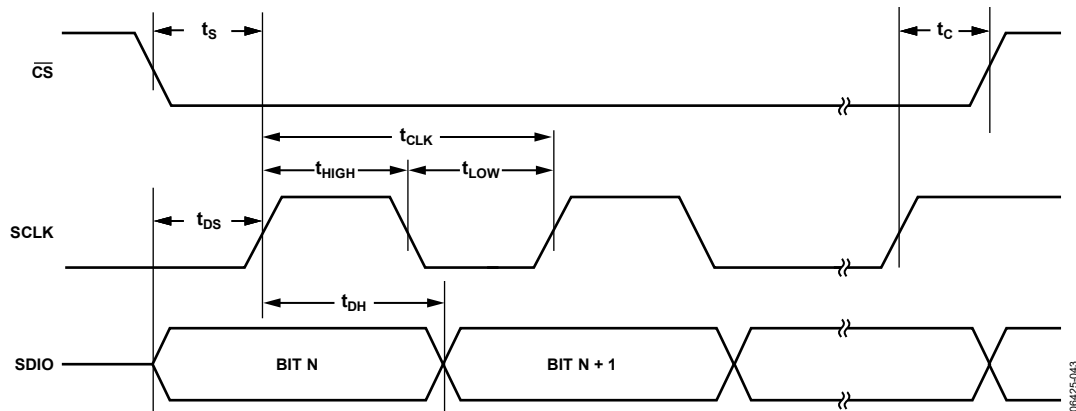 tS
tC
CS
tCLK
tHIGH
tLOW
tDS
SCLK
tDH
SDIO
BIT N
BIT N + 1
06425-043